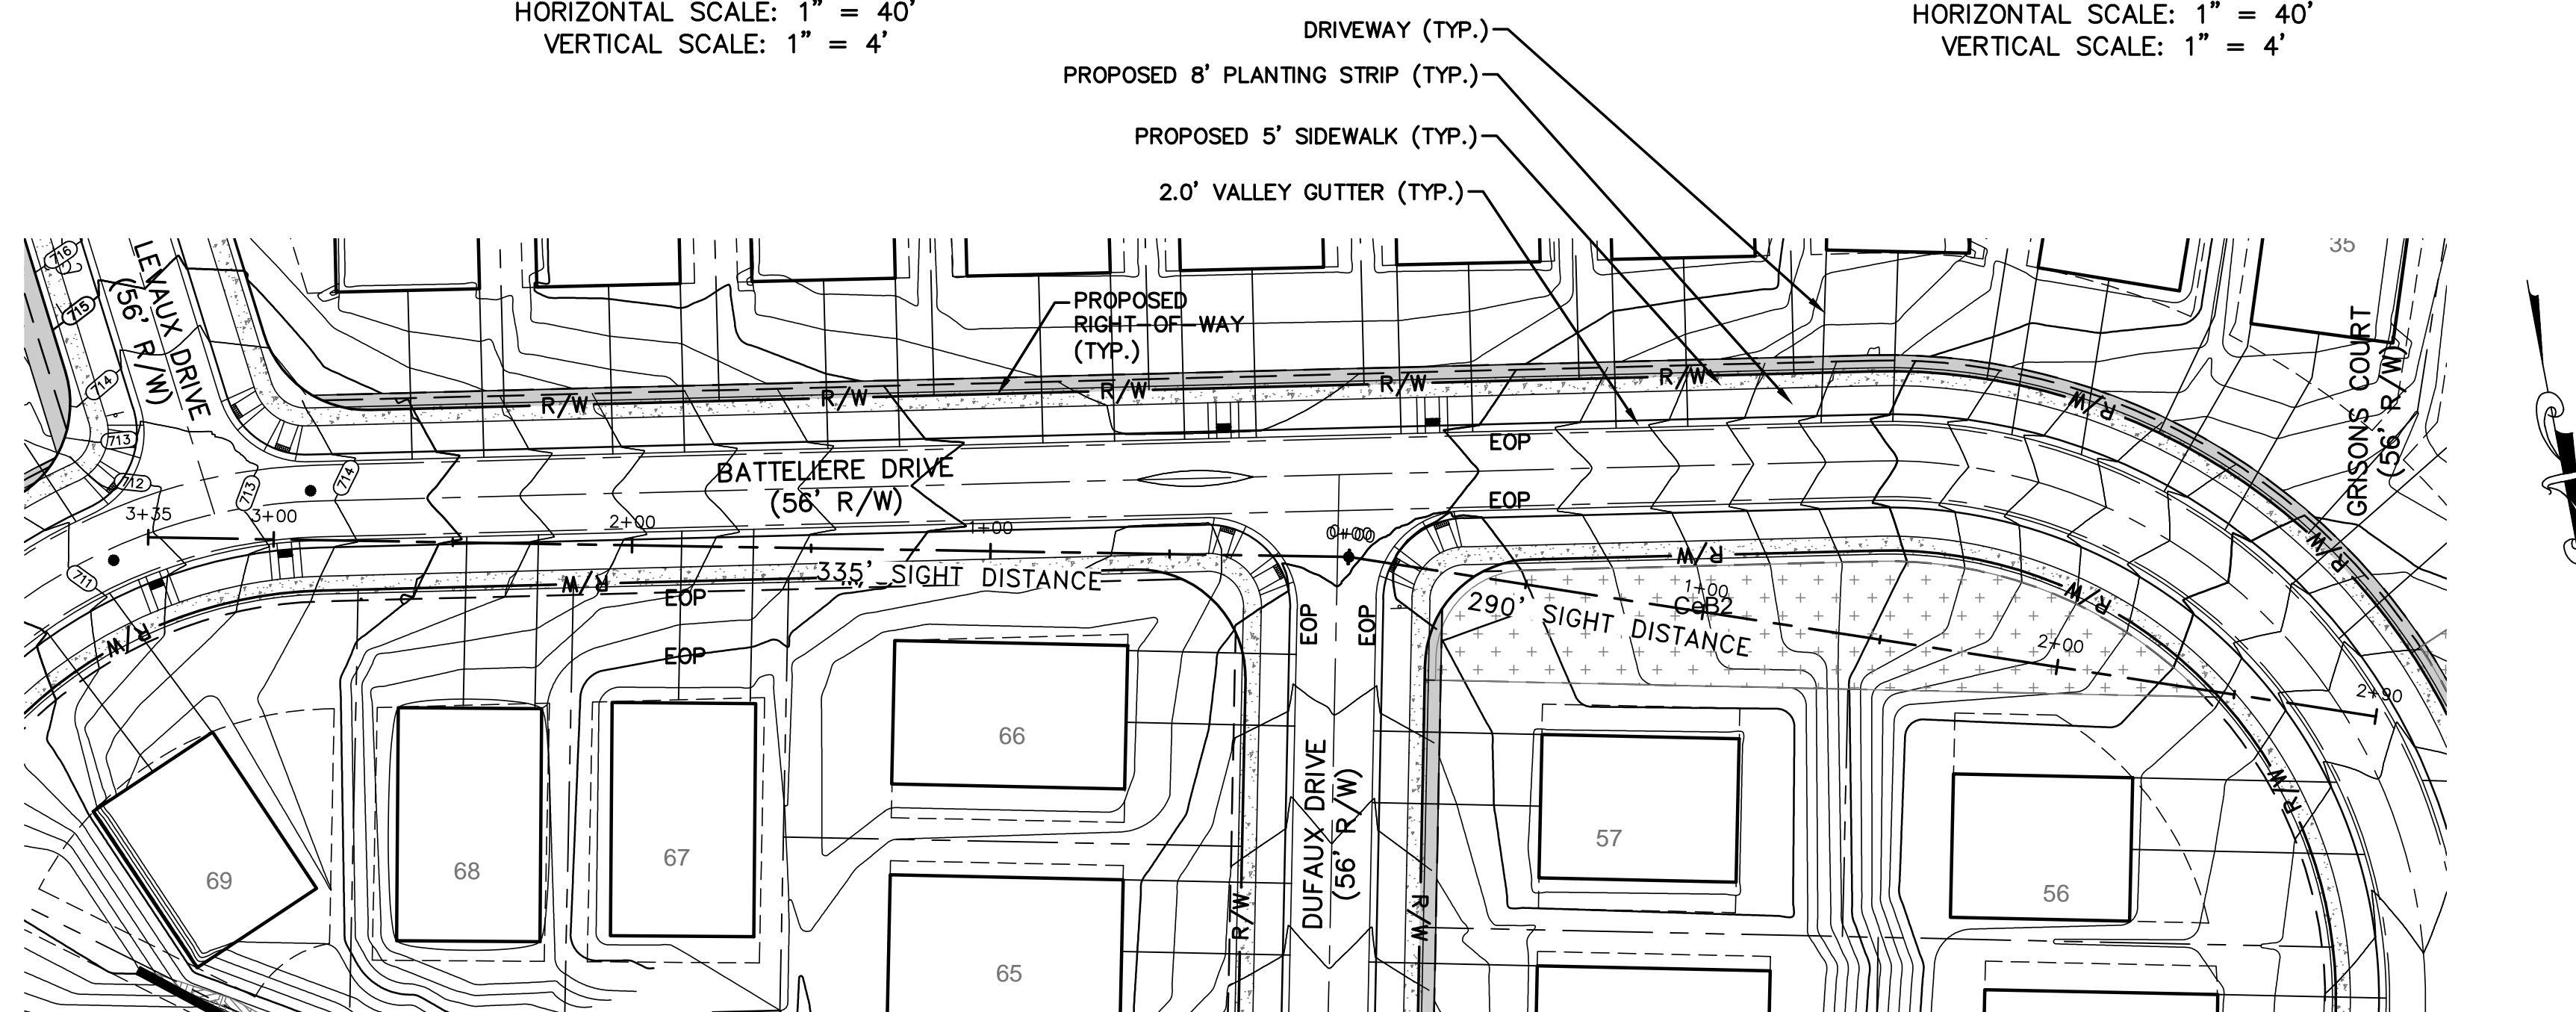 HORIZONTAL SCALE: 1" = 40'
VERTICAL SCALE: 1" = 4'
HORIZONTAL SCALE: 1" = 40'
VERTICAL SCALE: 1" = 4'
DRIVEWAY (TYP.)
PROPOSED 8' PLANTING STRIP (TYP.)
PROPOSED 5' SIDEWALK (TYP.)
2.0' VALLEY GUTTER (TYP.)
PROPOSED
RIGHT-OF-WAY
(TYP.)
716
715
714
713
712
711
713
714
LEVAUX DRIVE
(56' R/W)
35
GRISONS COURT
(56' R/W)
R/W
R/W
R/W
R/W
R/W
R/W
R/W
BATTELIERE DRIVE
(56' R/W)
EOP
EOP
3+35
3+00
2+00
1+00
0+00
335' SIGHT DISTANCE
R/W
R/W
EOP
EOP
EOP
EOP
R/W
R/W
R/W
290' SIGHT DISTANCE
1+00
CeB2
2+00
2+90
66
57
56
69
68
67
65
DUFAUX DRIVE
(56' R/W)
R/W
R/W